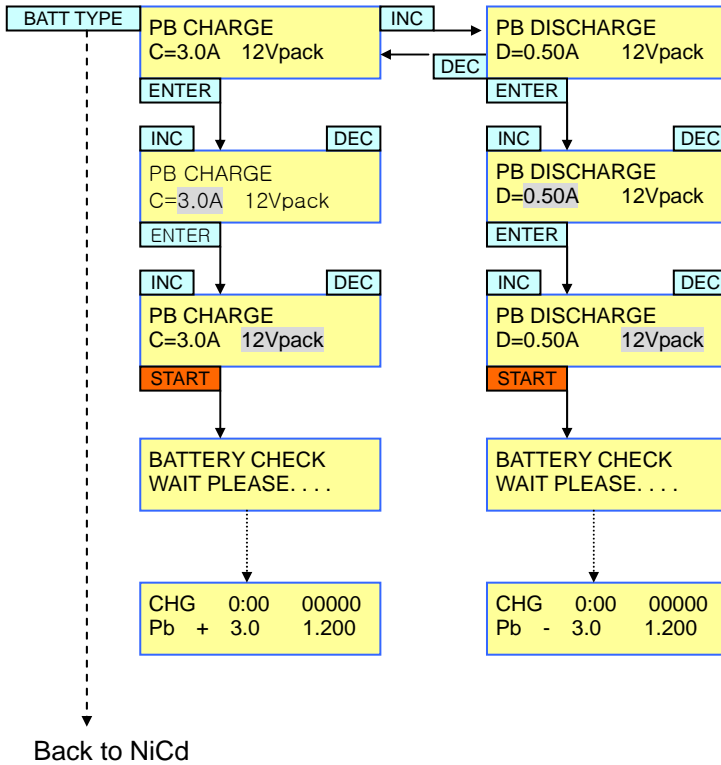 BATT TYPE
PB CHARGE
C=3.0A 12Vpack
INC
DEC
PB DISCHARGE
D=0.50A 12Vpack
ENTER
ENTER
INC DEC
PB CHARGE
C=3.0A 12Vpack
ENTER
INC DEC
PB DISCHARGE
D=0.50A 12Vpack
ENTER
INC DEC
PB CHARGE
C=3.0A 12Vpack
START
INC DEC
PB DISCHARGE
D=0.50A 12Vpack
START
BATTERY CHECK
WAIT PLEASE. . . .
BATTERY CHECK
WAIT PLEASE. . . .
CHG 0:00 00000
Pb + 3.0 1.200
CHG 0:00 00000
Pb - 3.0 1.200
Back to NiCd